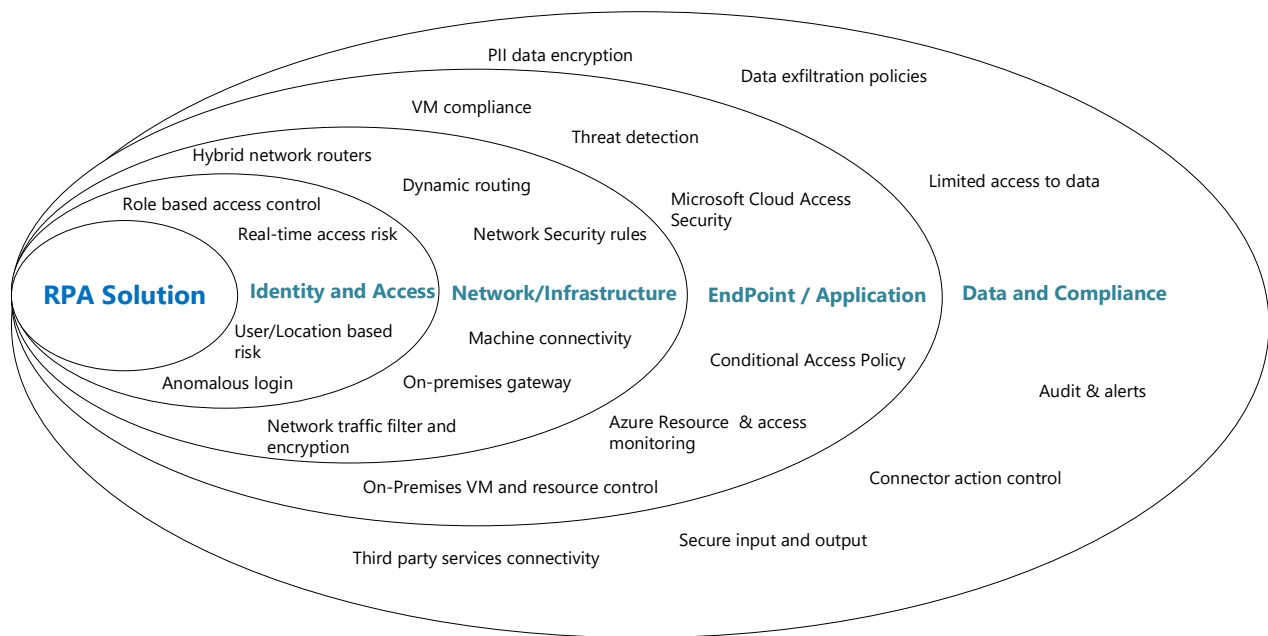 PII data encryption
Data exfiltration policies
VM compliance
Threat detection
Hybrid network routers
Dynamic routing
Limited access to data
Microsoft Cloud Access
Security
Role based access control
Real-time access risk
Network Security rules
RPA Solution
Identity and Access
Network/Infrastructure
EndPoint / Application
Data and Compliance
User/Location based
risk
Machine connectivity
Conditional Access Policy
Anomalous login
On-premises gateway
Audit & alerts
Network traffic filter and
encryption
Azure Resource  & access
monitoring
Connector action control
On-Premises VM and resource control
Secure input and output
Third party services connectivity